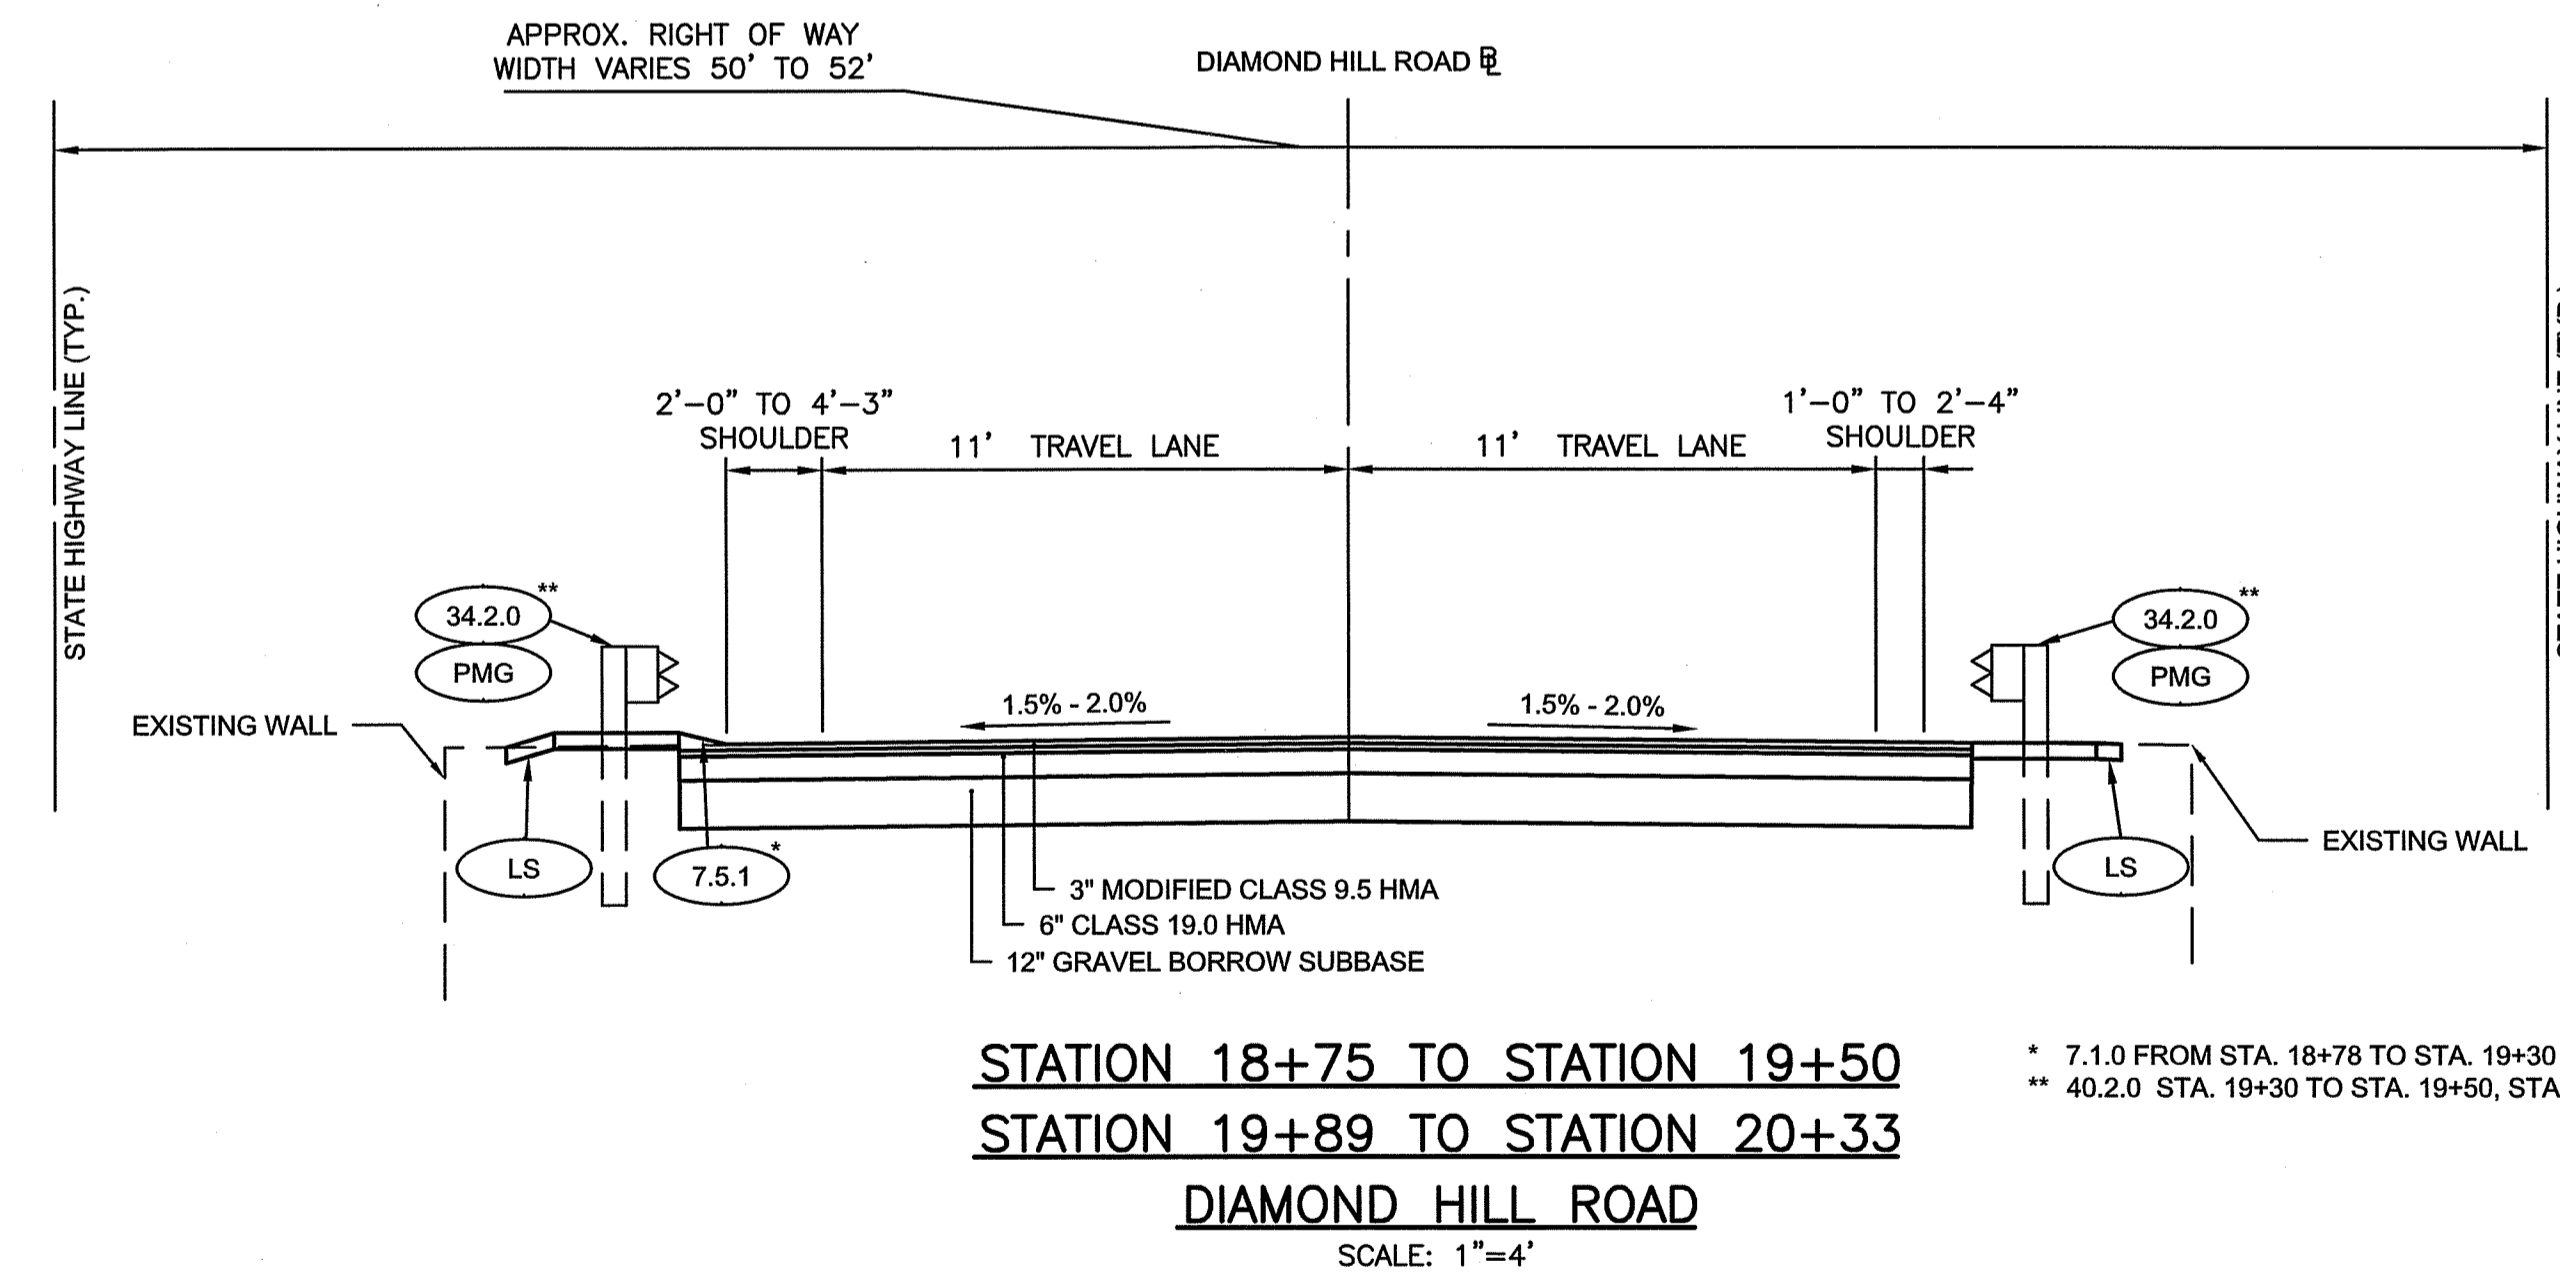 APPROX. RIGHT OF WAY
WIDTH VARIES 50' TO 52'
DIAMOND HILL ROAD ⅊
STATE HIGHWAY LINE (TYP.)
2'-0" TO 4'-3"
SHOULDER
11' TRAVEL LANE
11' TRAVEL LANE
1'-0" TO 2'-4"
SHOULDER
34.2.0 **
PMG
34.2.0 **
PMG
EXISTING WALL
1.5% - 2.0%
1.5% - 2.0%
EXISTING WALL
LS
7.5.1 *
LS
3" MODIFIED CLASS 9.5 HMA
6" CLASS 19.0 HMA
12" GRAVEL BORROW SUBBASE
STATION 18+75 TO STATION 19+50
STATION 19+89 TO STATION 20+33
DIAMOND HILL ROAD
SCALE: 1"=4'
* 7.1.0 FROM STA. 18+78 TO STA. 19+30
** 40.2.0 STA. 19+30 TO STA. 19+50, STA